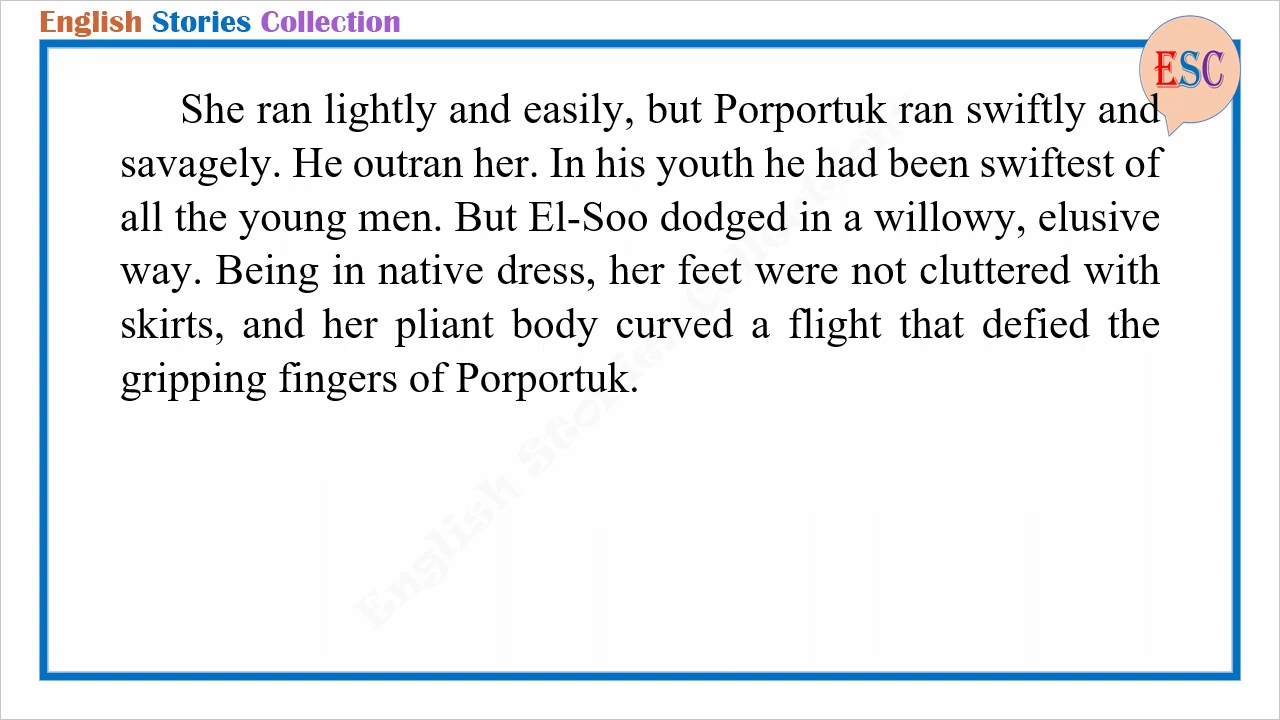 English Stories Collection
ESC
She ran lightly and easily, but Porportuk ran swiftly and
savagely. He outran her. In his youth he had been swiftest of
all the young men. But El-Soo dodged in a willowy, elusive
way. Being in native dress, her feet were not cluttered with
skirts, and her pliant body curved a flight that defied the
gripping fingers of Porportuk.
English Stories Collection